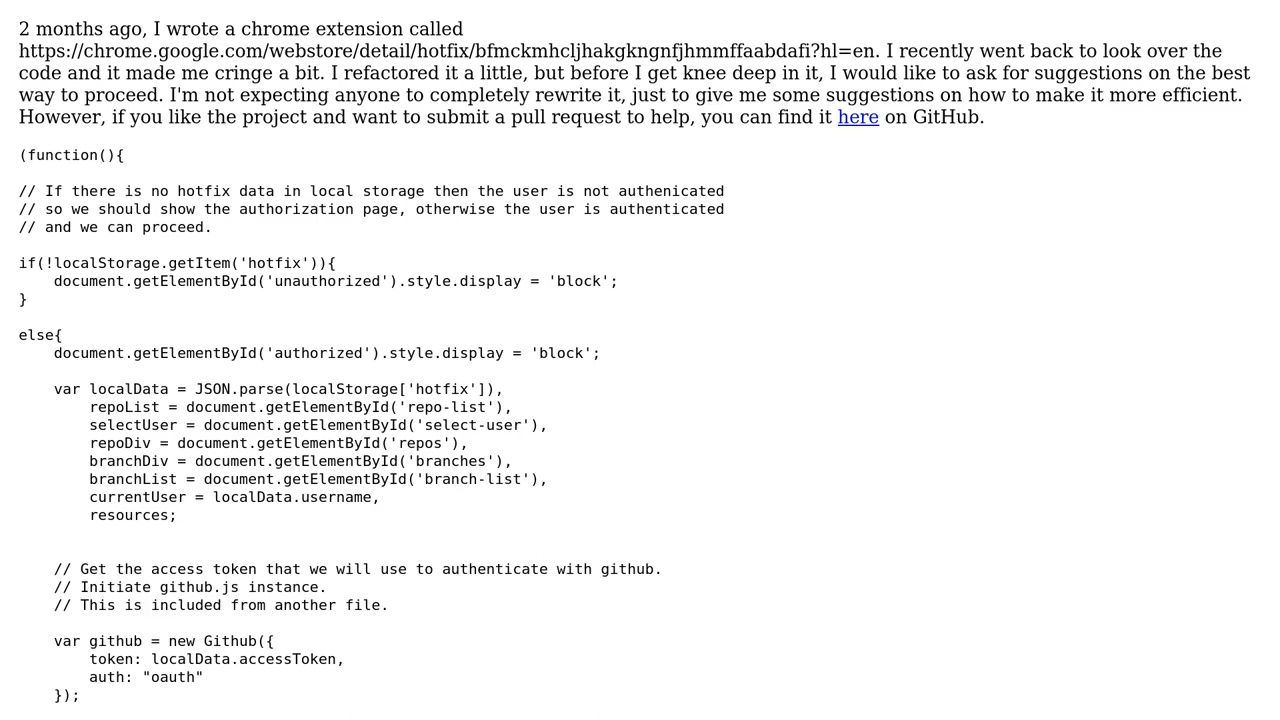 2 months ago, I wrote a chrome extension called
https://chrome.google.com/webstore/detail/hotfix/bfmckmhcljhakgkngnfjhmmffaabdafi?hl=en. I recently went back to look over the
code and it made me cringe a bit. I refactored it a little, but before I get knee deep in it, I would like to ask for suggestions on the best
way to proceed. I'm not expecting anyone to completely rewrite it, just to give me some suggestions on how to make it more efficient.
However, if you like the project and want to submit a pull request to help, you can find it here on GitHub.

(function(){

// If there is no hotfix data in local storage then the user is not authenicated
// so we should show the authorization page, otherwise the user is authenticated
// and we can proceed.

if(!localStorage.getItem('hotfix')){
    document.getElementById('unauthorized').style.display = 'block';
}

else{
    document.getElementById('authorized').style.display = 'block';

    var localData = JSON.parse(localStorage['hotfix']),
        repoList = document.getElementById('repo-list'),
        selectUser = document.getElementById('select-user'),
        repoDiv = document.getElementById('repos'),
        branchDiv = document.getElementById('branches'),
        branchList = document.getElementById('branch-list'),
        currentUser = localData.username,
        resources;

    // Get the access token that we will use to authenticate with github.
    // Initiate github.js instance.
    // This is included from another file.

    var github = new Github({
        token: localData.accessToken,
        auth: "oauth"
    });